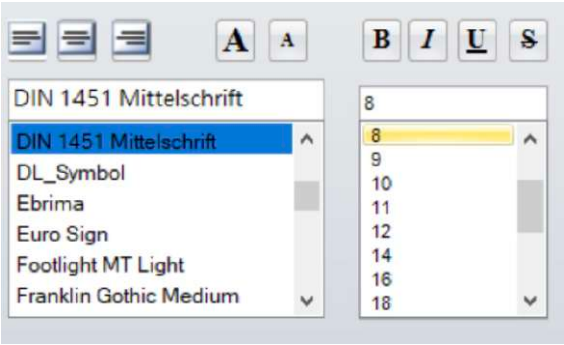 A A B I U S
DIN 1451 Mittelschrift
8
DIN 1451 Mittelschrift
DL_Symbol
Ebrima
Euro Sign
Footlight MT Light
Franklin Gothic Medium
8
9
10
11
12
14
16
18